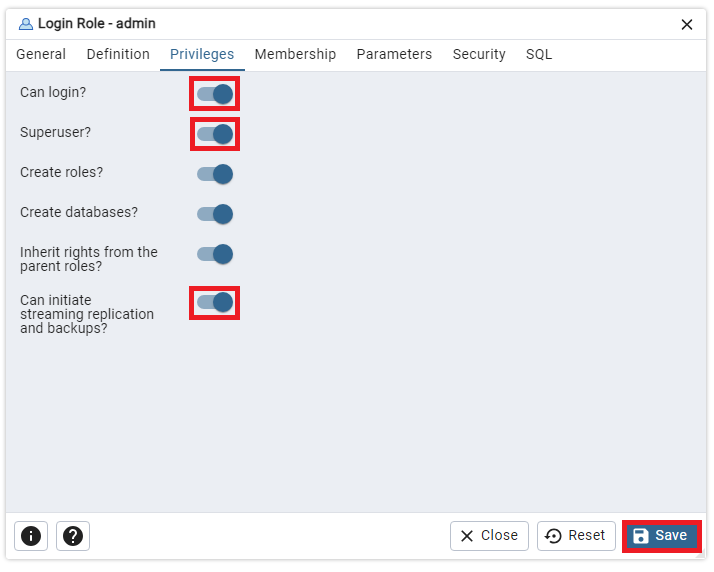 Login Role - admin
General Definition Privileges Membership Parameters Security SQL
Can login?
Superuser?
Create roles?
Create databases?
Inherit rights from the
parent roles?
Can initiate
streaming replication
and backups?
Close Reset Save